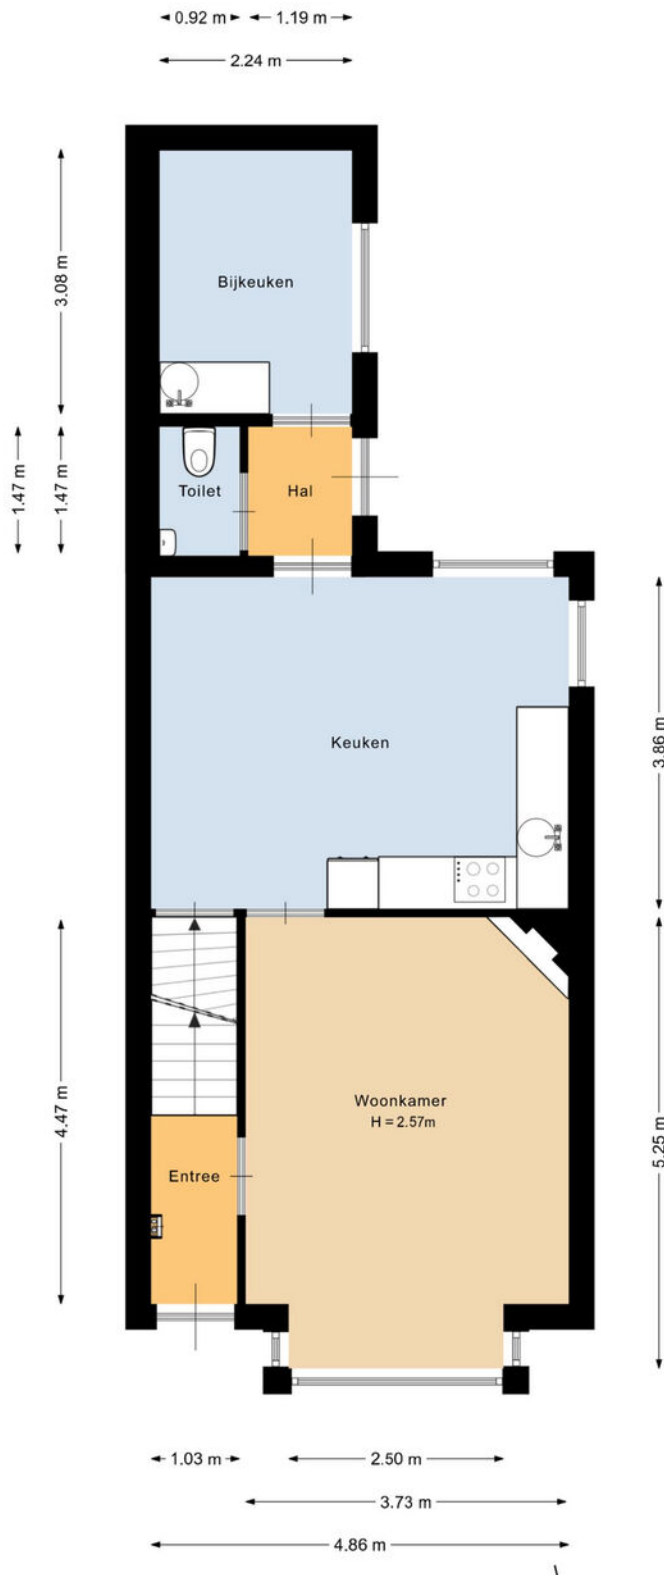 0.92 m
1.19 m
2.24 m
3.08 m
Bijkeuken
1.47 m
1.47 m
Toilet
Hal
Keuken
3.86 m
4.47 m
Woonkamer
H = 2.57m
5.25 m
Entree
1.03 m
2.50 m
3.73 m
4.86 m